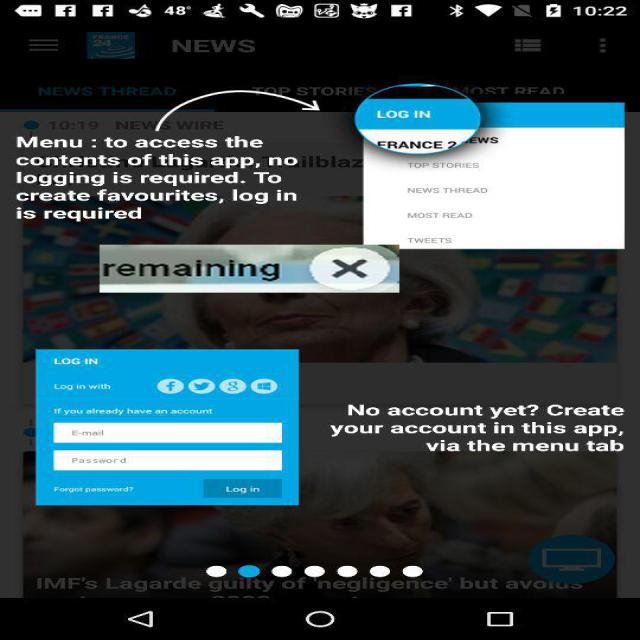 48° 10:22
FRANCE 24 NEWS
NEWS THREAD TOP STORIES MOST READ
10:19 NEWS WIRE
LOG IN
FRANCE 2 NEWS
TOP STORIES
NEWS THREAD
MOST READ
TWEETS
Menu : to access the
contents of this app, no
logging is required. To
create favourites, log in
is required
remaining
LOG IN
Log in with
If you already have an account
E-mail
Password
Forgot password? Log in
No account yet? Create
your account in this app,
via the menu tab
IMF's Lagarde guilty of 'negligence' but avoids